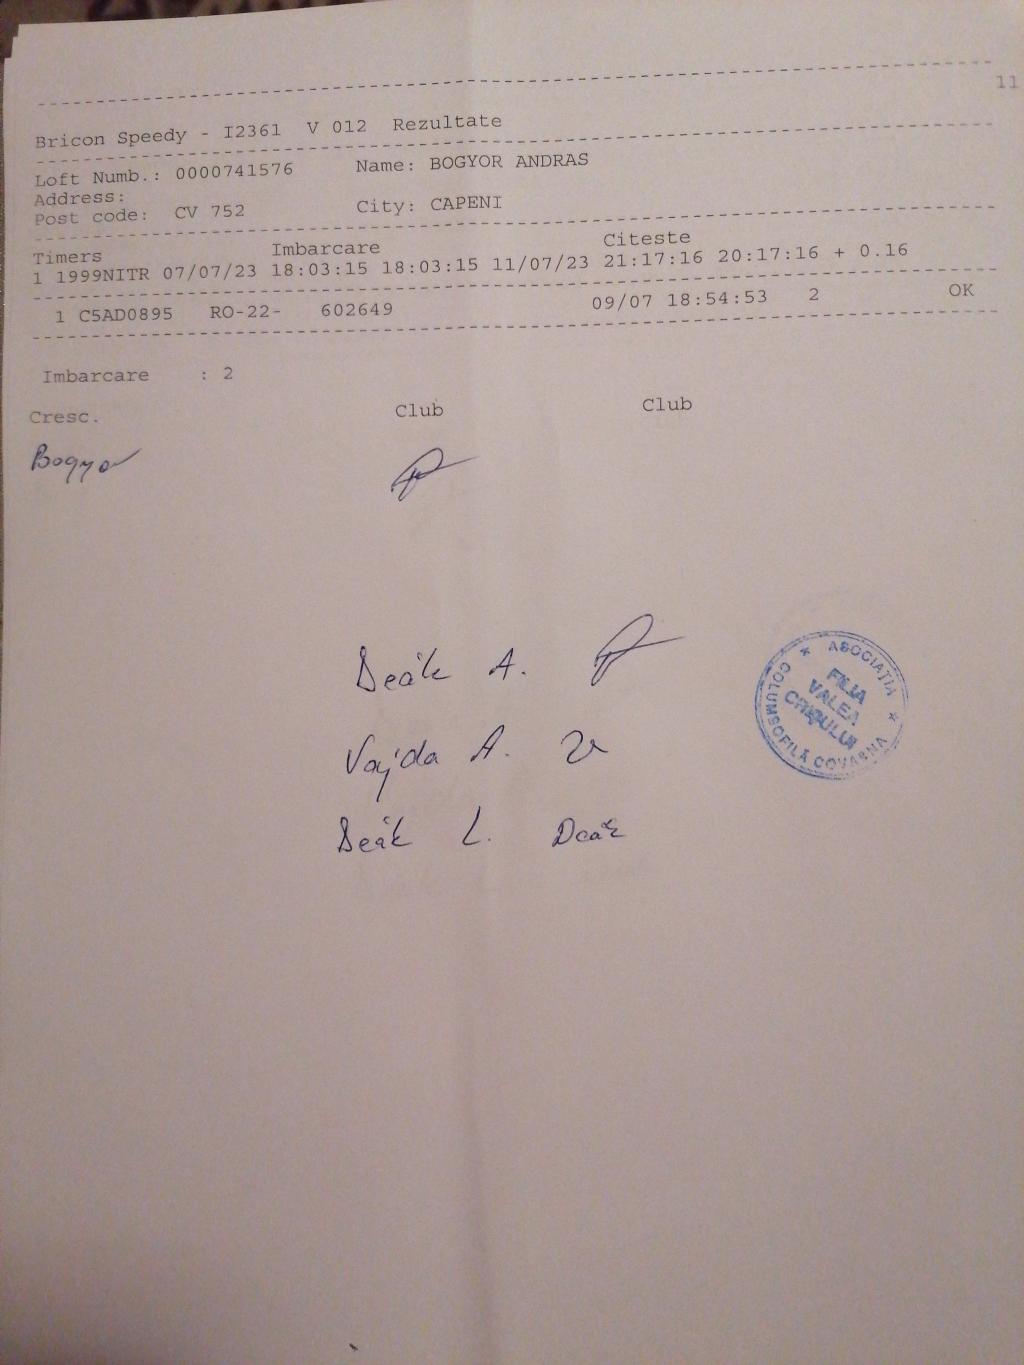 11
Bricon Speedy - I2361 V 012 Rezultate
Loft Numb.: 0000741576 Name: BOGYOR ANDRAS
Address:
Post code: CV 752 City: CAPENI
Timers Imbarcare Citeste
1 1999NITR 07/07/23 18:03:15 18:03:15 11/07/23 21:17:16 20:17:16 + 0.16
1 C5AD0895 RO-22- 602649 09/07 18:54:53 2 OK
Imbarcare : 2
Cresc. Club Club
Bogyor
Deák A.
Vajda A.
Deák L. Deák
ASOCIAŢIA COLUMBOFILĂ COVASNA
FILIA
VALEA
CRIŞULUI